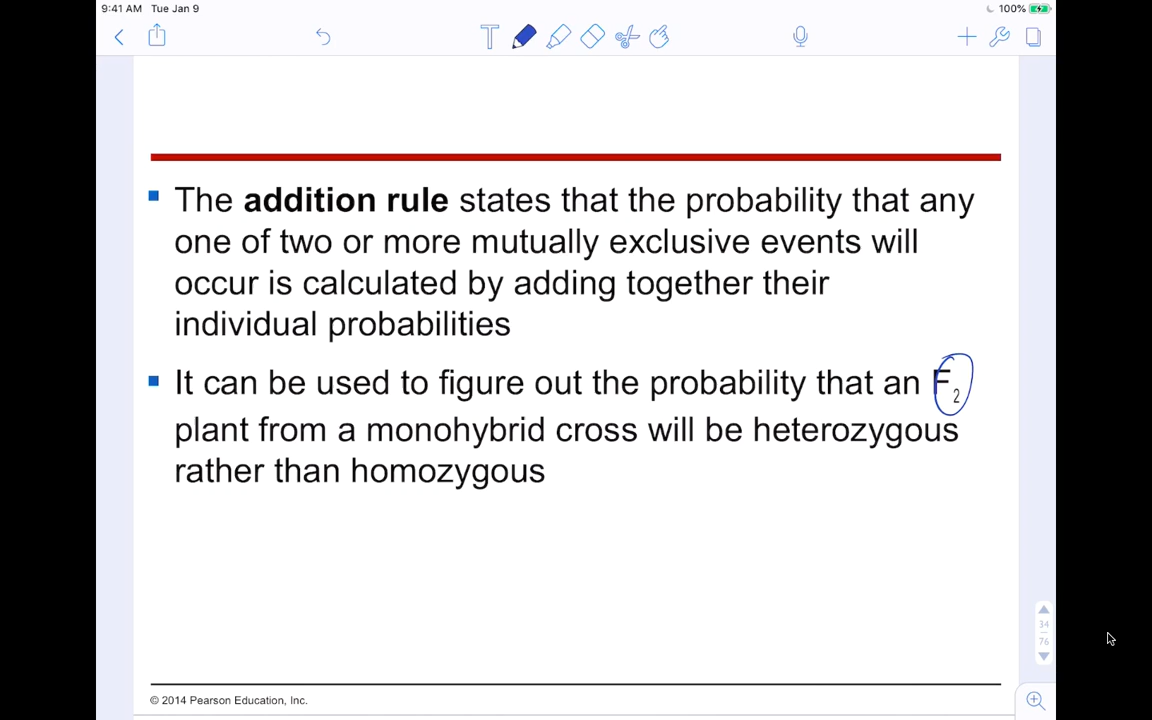 9:41 AM Tue Jan 9
100%
The addition rule states that the probability that any
one of two or more mutually exclusive events will
occur is calculated by adding together their
individual probabilities
It can be used to figure out the probability that an F₂
plant from a monohybrid cross will be heterozygous
rather than homozygous
34
76
© 2014 Pearson Education, Inc.